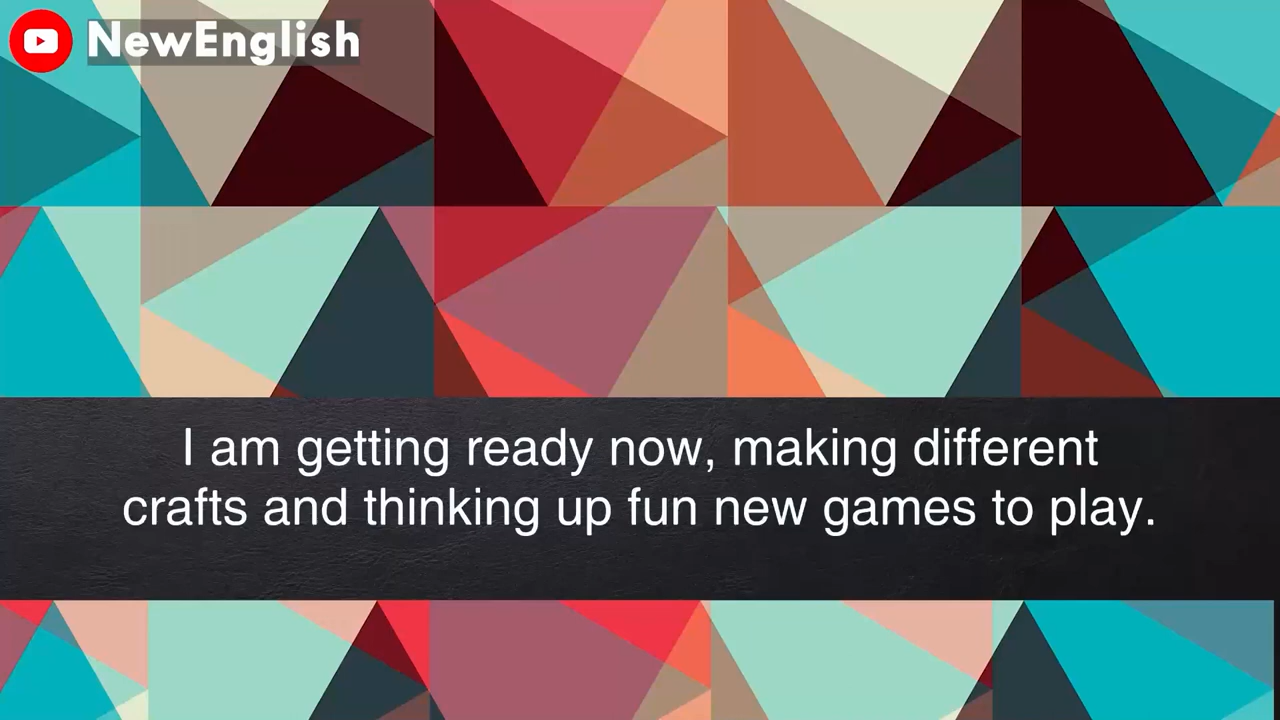 NewEnglish
I am getting ready now, making different
crafts and thinking up fun new games to play.